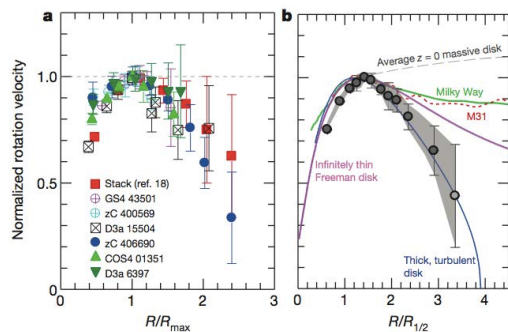 a
b
Normalized rotation velocity
1.0
0.5
0
0
1
2
3
R/Rmax
Stack (ref. 18)
GS4 43501
zC 400569
D3a 15504
zC 406690
COS4 01351
D3a 6397
Average z = 0 massive disk
Milky Way
M31
Infinitely thin
Freeman disk
Thick, turbulent
disk
0
1
2
3
4
R/R1/2